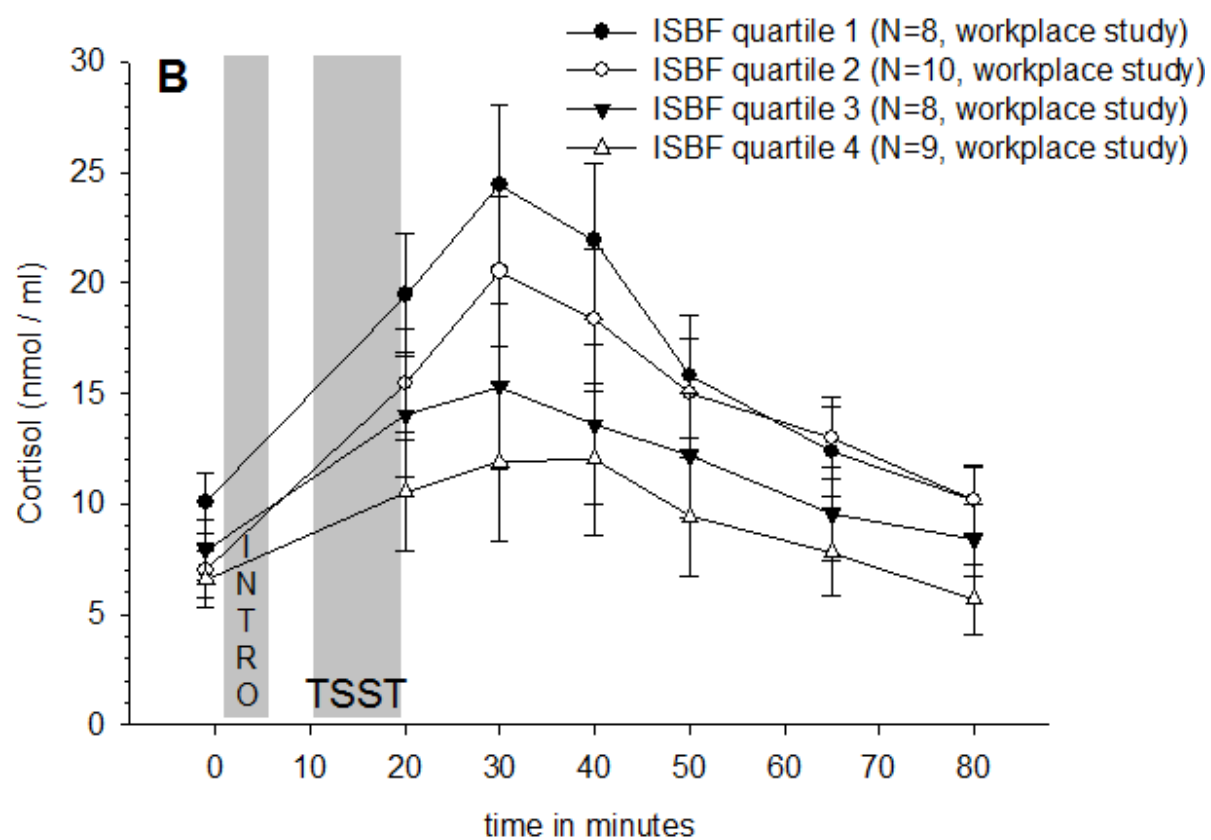 ISBF quartile 1 (N=8, workplace study)
ISBF quartile 2 (N=10, workplace study)
ISBF quartile 3 (N=8, workplace study)
ISBF quartile 4 (N=9, workplace study)
B
30
25
20
15
10
5
0
Cortisol (nmol / ml)
INTRO
TSST
0 10 20 30 40 50 60 70 80
time in minutes